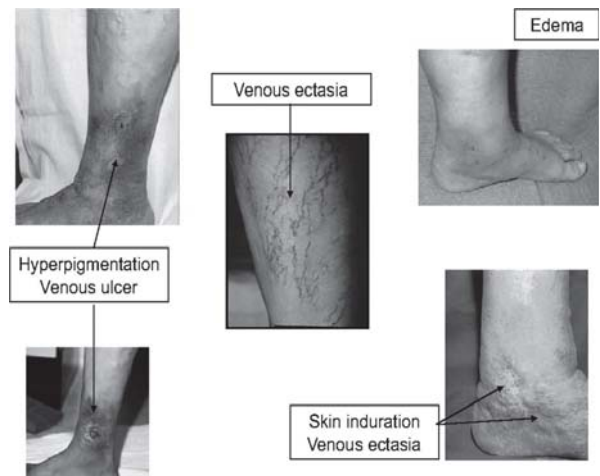 Edema
Venous ectasia
Hyperpigmentation
Venous ulcer
Skin induration
Venous ectasia